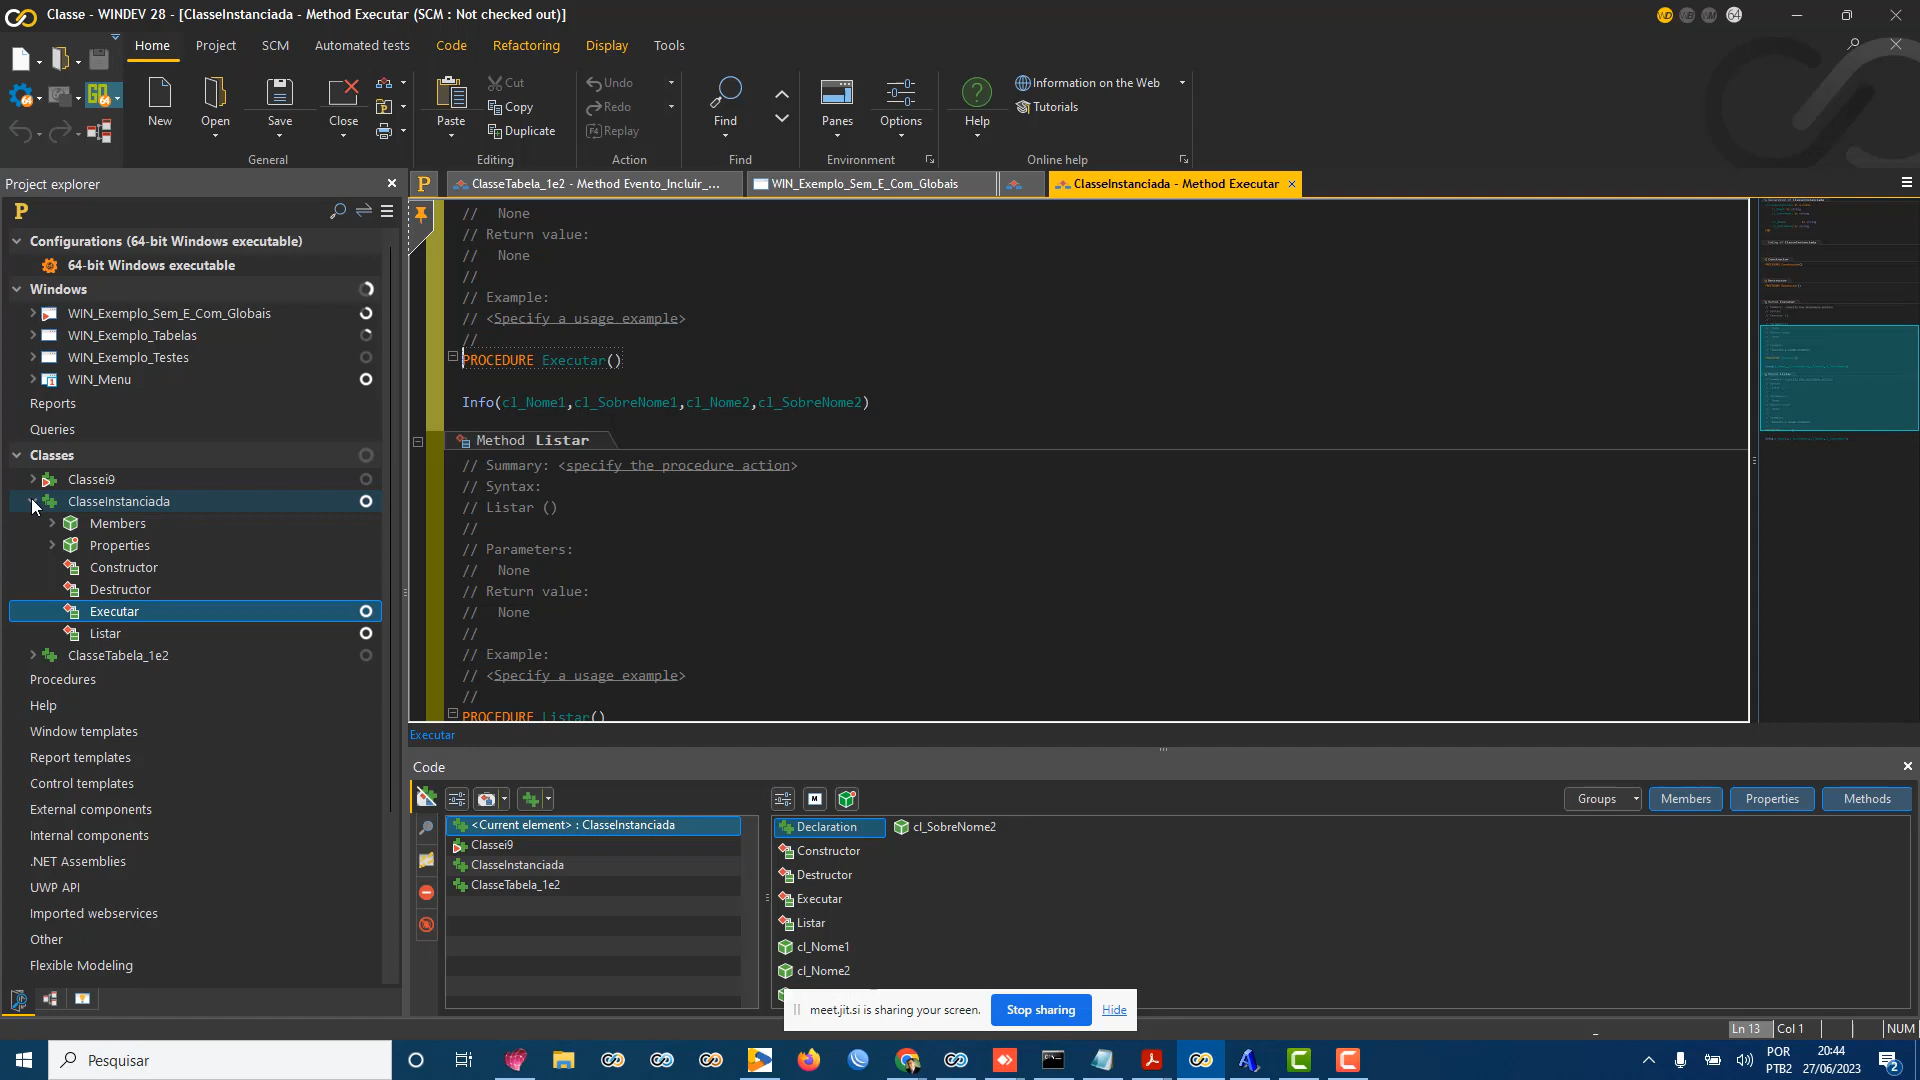 Classe - WINDEV 28 - [ClasseInstanciada - Method Executar (SCM : Not checked out)]
Home Project SCM Automated tests Code Refactoring Display Tools
New Open Save Close Paste Cut Copy Duplicate Undo Redo Replay Find Panes Options Help Information on the Web Tutorials
General Editing Action Find Environment Online help
Project explorer
ClasseTabela_1e2 - Method Evento_Incluir_...
WIN_Exemplo_Sem_E_Com_Globais
ClasseInstanciada - Method Executar
Configurations (64-bit Windows executable)
64-bit Windows executable
Windows
WIN_Exemplo_Sem_E_Com_Globais
WIN_Exemplo_Tabelas
WIN_Exemplo_Testes
WIN_Menu
Reports
Queries
Classes
Classei9
ClasseInstanciada
Members
Properties
Constructor
Destructor
Executar
Listar
ClasseTabela_1e2
Procedures
Help
Window templates
Report templates
Control templates
External components
Internal components
.NET Assemblies
UWP API
Imported webservices
Other
Flexible Modeling
// None
// Return value:
// None
//
// Example:
// <Specify a usage example>
//
PROCEDURE Executar()
Info(cl_Nome1,cl_SobreNome1,cl_Nome2,cl_SobreNome2)
Method Listar
// Summary: <specify the procedure action>
// Syntax:
// Listar ()
//
// Parameters:
// None
// Return value:
// None
//
// Example:
// <Specify a usage example>
//
PROCEDURE Listar()
Executar
Code
Groups Members Properties Methods
<Current element> : ClasseInstanciada
Classei9
ClasseInstanciada
ClasseTabela_1e2
Declaration cl_SobreNome2
Constructor
Destructor
Executar
Listar
cl_Nome1
cl_Nome2
meet.jit.si is sharing your screen. Stop sharing Hide
Ln 13 Col 1 NUM
Pesquisar
POR
PTB2
20:44
27/06/2023
2